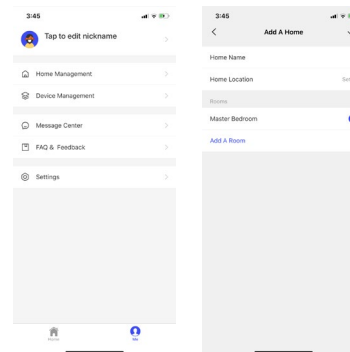 3:45
Tap to edit nickname
Home Management
Device Management
Message Center
FAQ & Feedback
Settings
Home
Me
3:45
Add A Home
Home Name
Home Location
Rooms
Master Bedroom
Add A Room